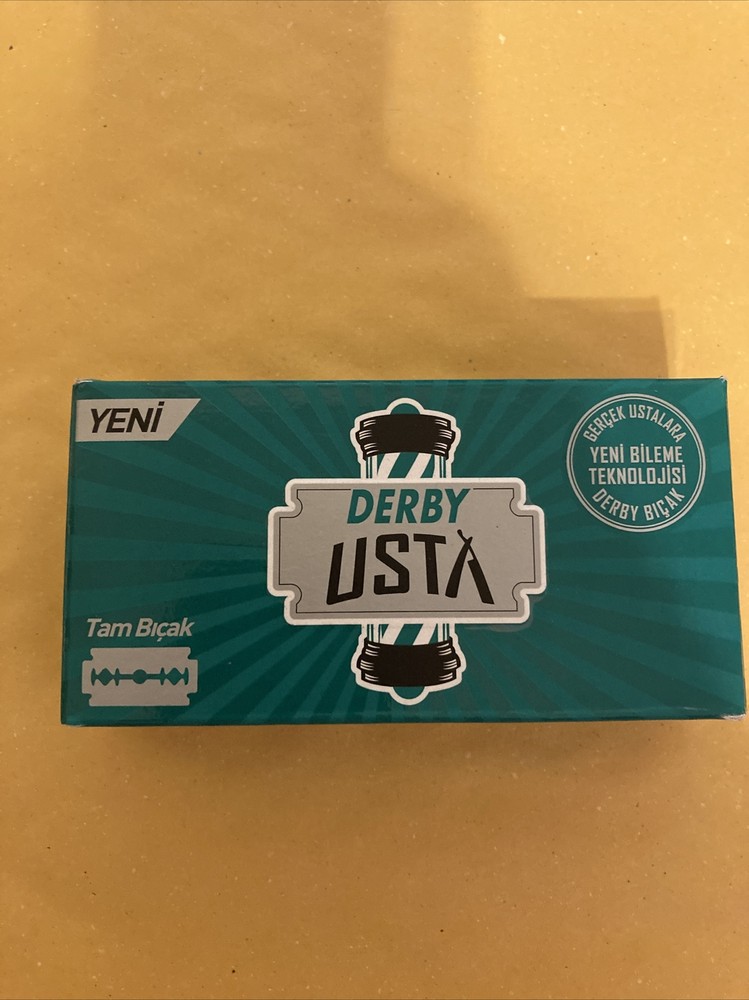 YENİ
GERÇEK USTALARA
YENİ BİLEME
TEKNOLOJİSİ
DERBY BIÇAK
DERBY
USTA
Tam Bıçak